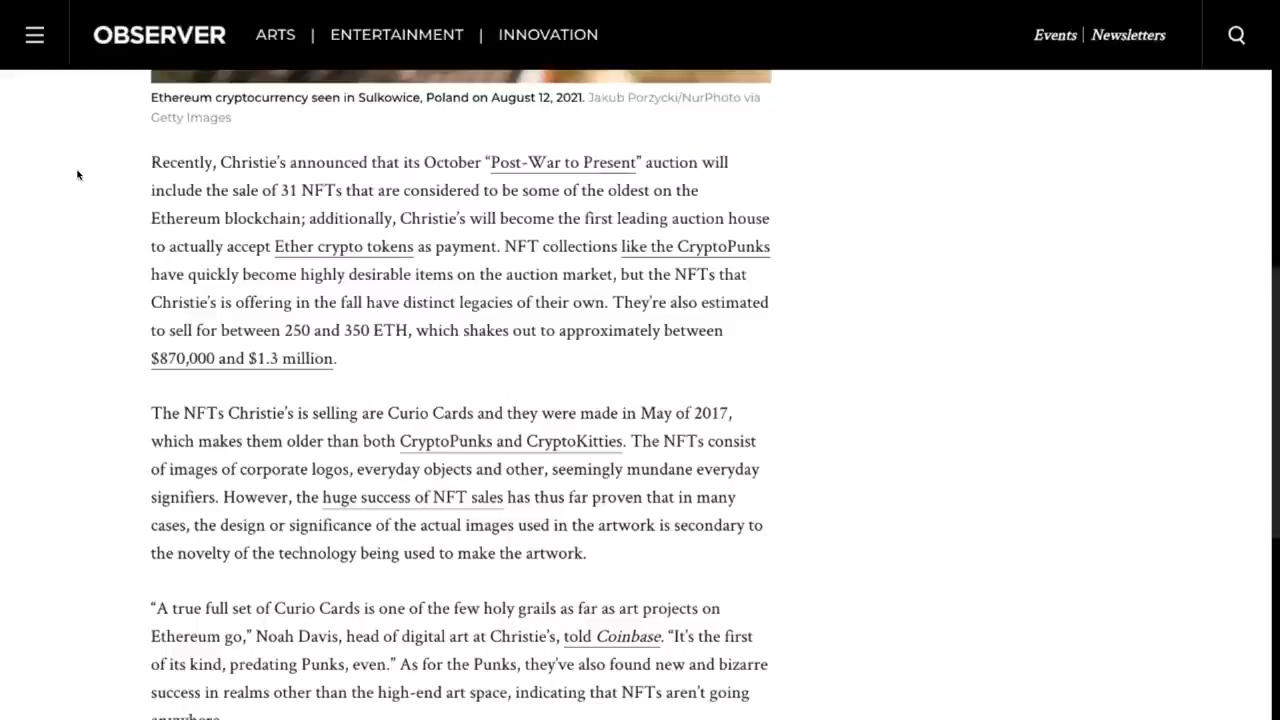 OBSERVER ARTS | ENTERTAINMENT | INNOVATION Events | Newsletters
Ethereum cryptocurrency seen in Sulkowice, Poland on August 12, 2021. Jakub Porzycki/NurPhoto via
Getty Images
Recently, Christie’s announced that its October “Post-War to Present” auction will
include the sale of 31 NFTs that are considered to be some of the oldest on the
Ethereum blockchain; additionally, Christie’s will become the first leading auction house
to actually accept Ether crypto tokens as payment. NFT collections like the CryptoPunks
have quickly become highly desirable items on the auction market, but the NFTs that
Christie’s is offering in the fall have distinct legacies of their own. They’re also estimated
to sell for between 250 and 350 ETH, which shakes out to approximately between
$870,000 and $1.3 million.
The NFTs Christie’s is selling are Curio Cards and they were made in May of 2017,
which makes them older than both CryptoPunks and CryptoKitties. The NFTs consist
of images of corporate logos, everyday objects and other, seemingly mundane everyday
signifiers. However, the huge success of NFT sales has thus far proven that in many
cases, the design or significance of the actual images used in the artwork is secondary to
the novelty of the technology being used to make the artwork.
“A true full set of Curio Cards is one of the few holy grails as far as art projects on
Ethereum go,” Noah Davis, head of digital art at Christie’s, told Coinbase. “It’s the first
of its kind, predating Punks, even.” As for the Punks, they’ve also found new and bizarre
success in realms other than the high-end art space, indicating that NFTs aren’t going
anywhere.